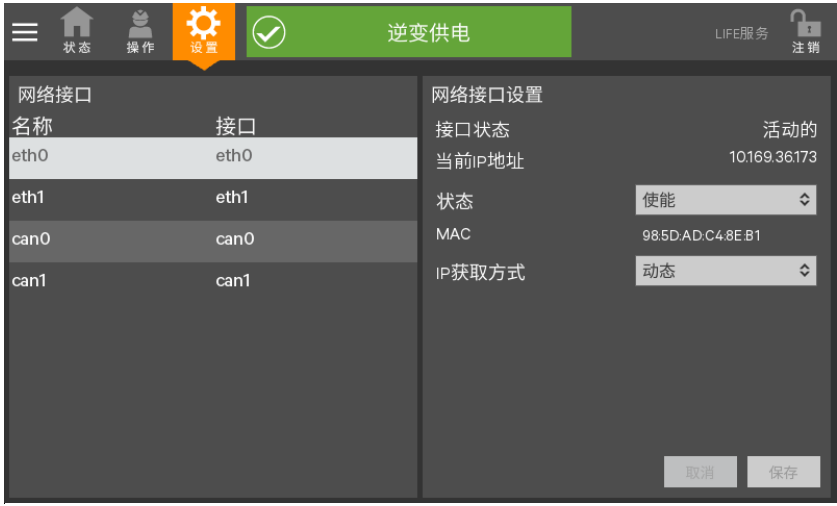 状态 操作 设置 逆变供电 LIFE服务 注销
网络接口
名称 接口
eth0 eth0
eth1 eth1
can0 can0
can1 can1
网络接口设置
接口状态 活动的
当前IP地址 10.169.36.173
状态 使能
MAC 98:5D:AD:C4:8E:B1
IP获取方式 动态
取消 保存